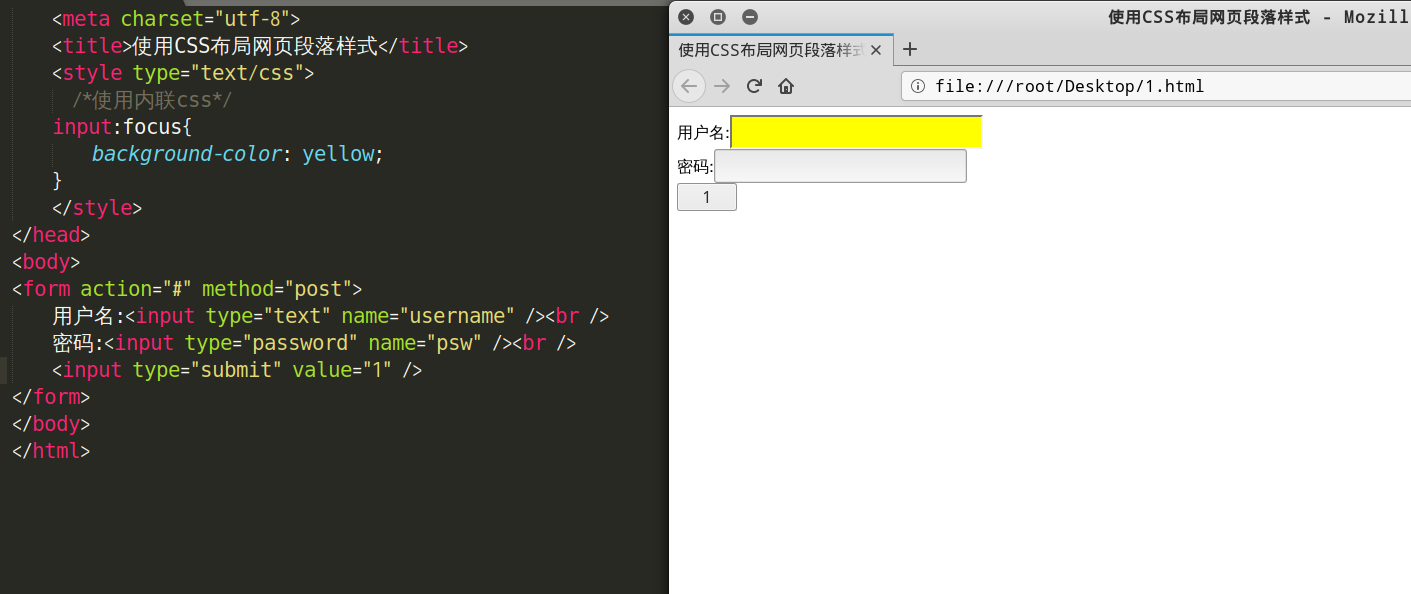 <meta charset="utf-8">
<title>使用CSS布局网页段落样式</title>
<style type="text/css">
/*使用内联css*/
input:focus{
background-color: yellow;
}
</style>
</head>
<body>
<form action="#" method="post">
用户名:<input type="text" name="username" /><br />
密码:<input type="password" name="psw" /><br />
<input type="submit" value="1" />
</form>
</body>
</html>
使用CSS布局网页段落样式 - Mozill
使用CSS布局网页段落样式
file:///root/Desktop/1.html
用户名:
密码:
1